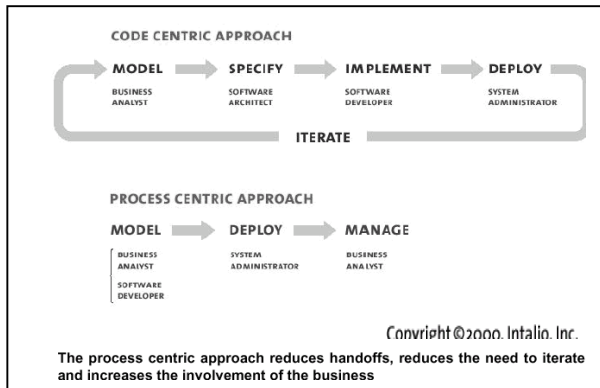 CODE CENTRIC APPROACH
MODEL SPECIFY IMPLEMENT DEPLOY
BUSINESS SOFTWARE SOFTWARE SYSTEM
ANALYST ARCHITECT DEVELOPER ADMINISTRATOR
ITERATE
PROCESS CENTRIC APPROACH
MODEL DEPLOY MANAGE
BUSINESS SYSTEM BUSINESS
ANALYST ADMINISTRATOR ANALYST
SOFTWARE
DEVELOPER
Copyright ©2000, Intalio, Inc.
The process centric approach reduces handoffs, reduces the need to iterate
and increases the involvement of the business